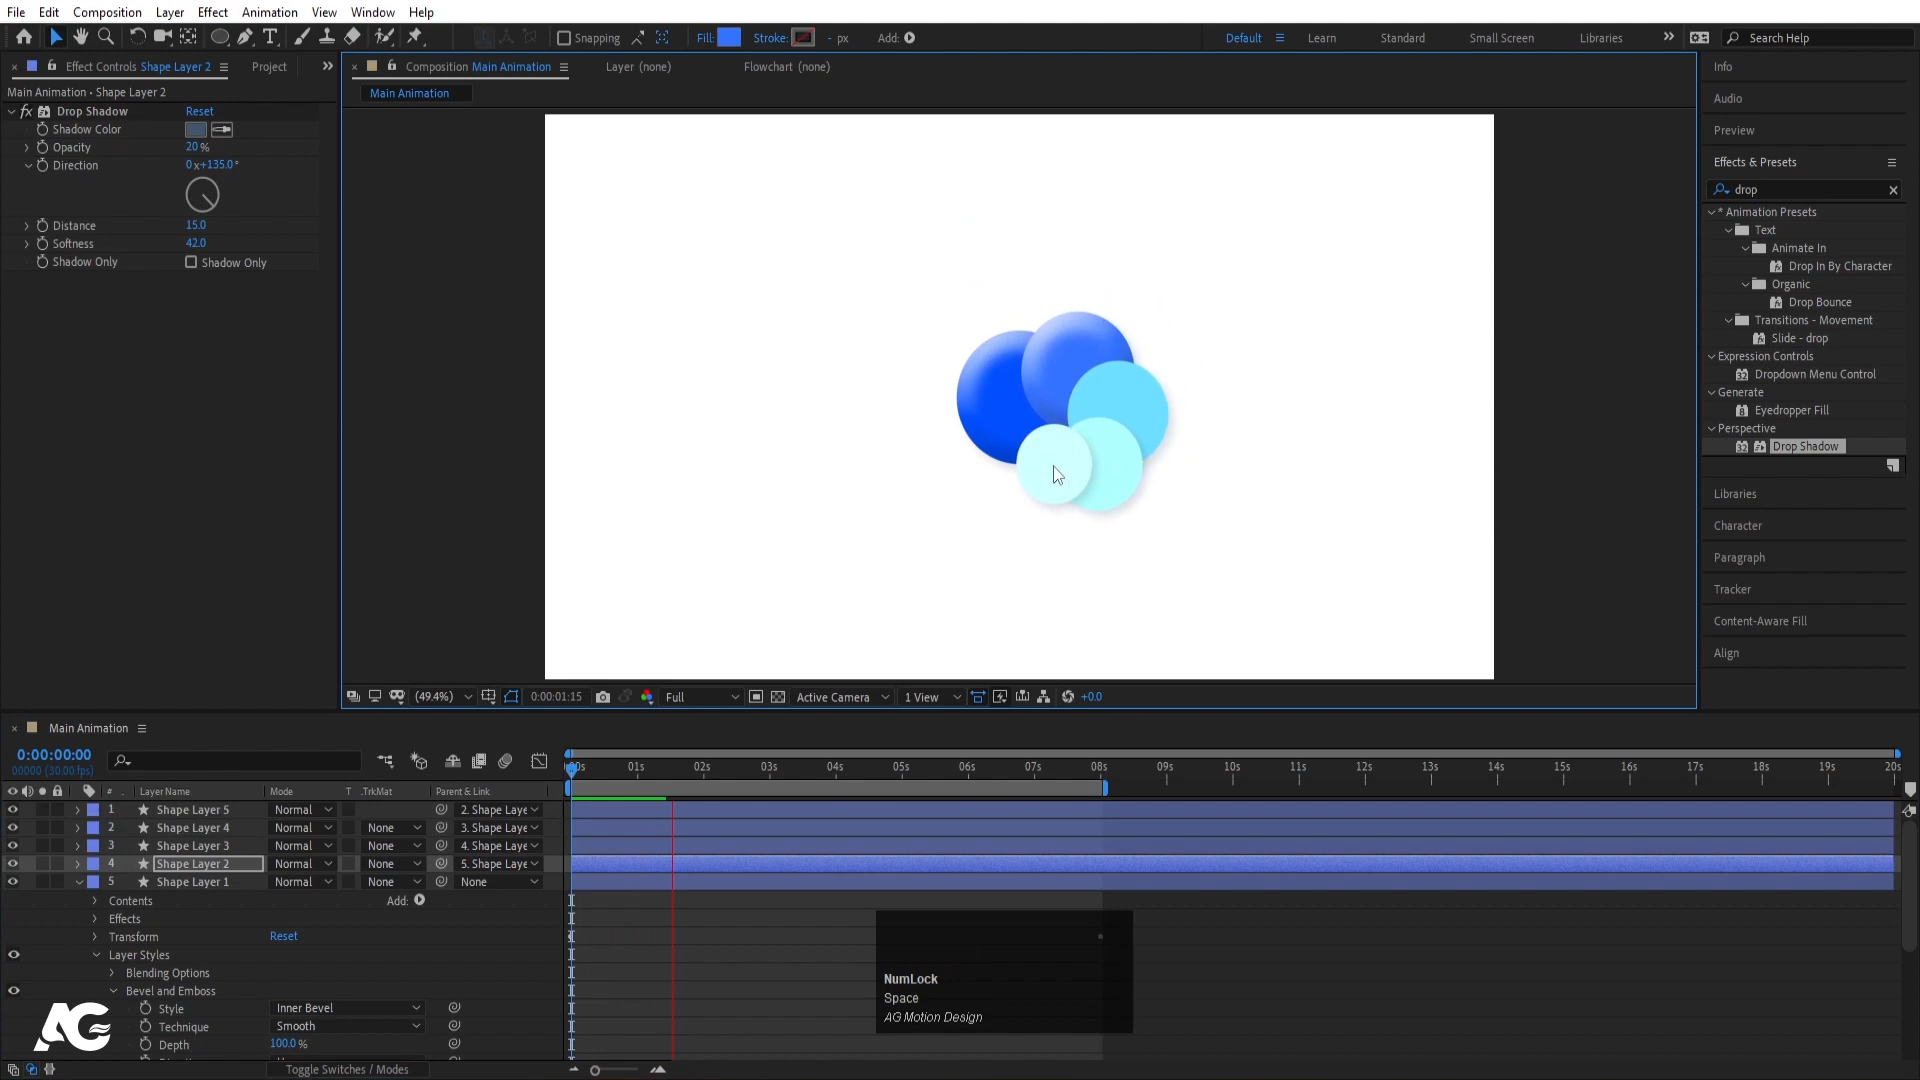 File Edit Composition Layer Effect Animation View Window Help
Snapping Fill: Stroke: - px Add: Default Learn Standard Small Screen Libraries Search Help
Effect Controls Shape Layer 2 Project
Composition Main Animation Layer (none) Flowchart (none)
Main Animation • Shape Layer 2
Main Animation
fx Drop Shadow Reset
Shadow Color
Opacity 20 %
Direction 0 x+135.0 °
Distance 15.0
Softness 42.0
Shadow Only Shadow Only
Info
Audio
Preview
Effects & Presets
drop
* Animation Presets
Text
Animate In
Drop In By Character
Organic
Drop Bounce
Transitions - Movement
Slide - drop
Expression Controls
Dropdown Menu Control
Generate
Eyedropper Fill
Perspective
Drop Shadow
Libraries
Character
Paragraph
Tracker
Content-Aware Fill
Align
(49.4%) 0:00:01:15 Full Active Camera 1 View +0.0
Main Animation
0:00:00:00
00000 (30.00 fps)
00s 01s 02s 03s 04s 05s 06s 07s 08s 09s 10s 11s 12s 13s 14s 15s 16s 17s 18s 19s 20s
# . Layer Name Mode T .TrkMat Parent & Link
1 Shape Layer 5 Normal 2. Shape Laye
2 Shape Layer 4 Normal None 3. Shape Laye
3 Shape Layer 3 Normal None 4. Shape Laye
4 Shape Layer 2 Normal None 5. Shape Laye
5 Shape Layer 1 Normal None None
Contents Add:
Effects
Transform Reset
Layer Styles
Blending Options
Bevel and Emboss
Style Inner Bevel
Technique Smooth
Depth 100.0 %
NumLock
Space
AG Motion Design
AG
Toggle Switches / Modes